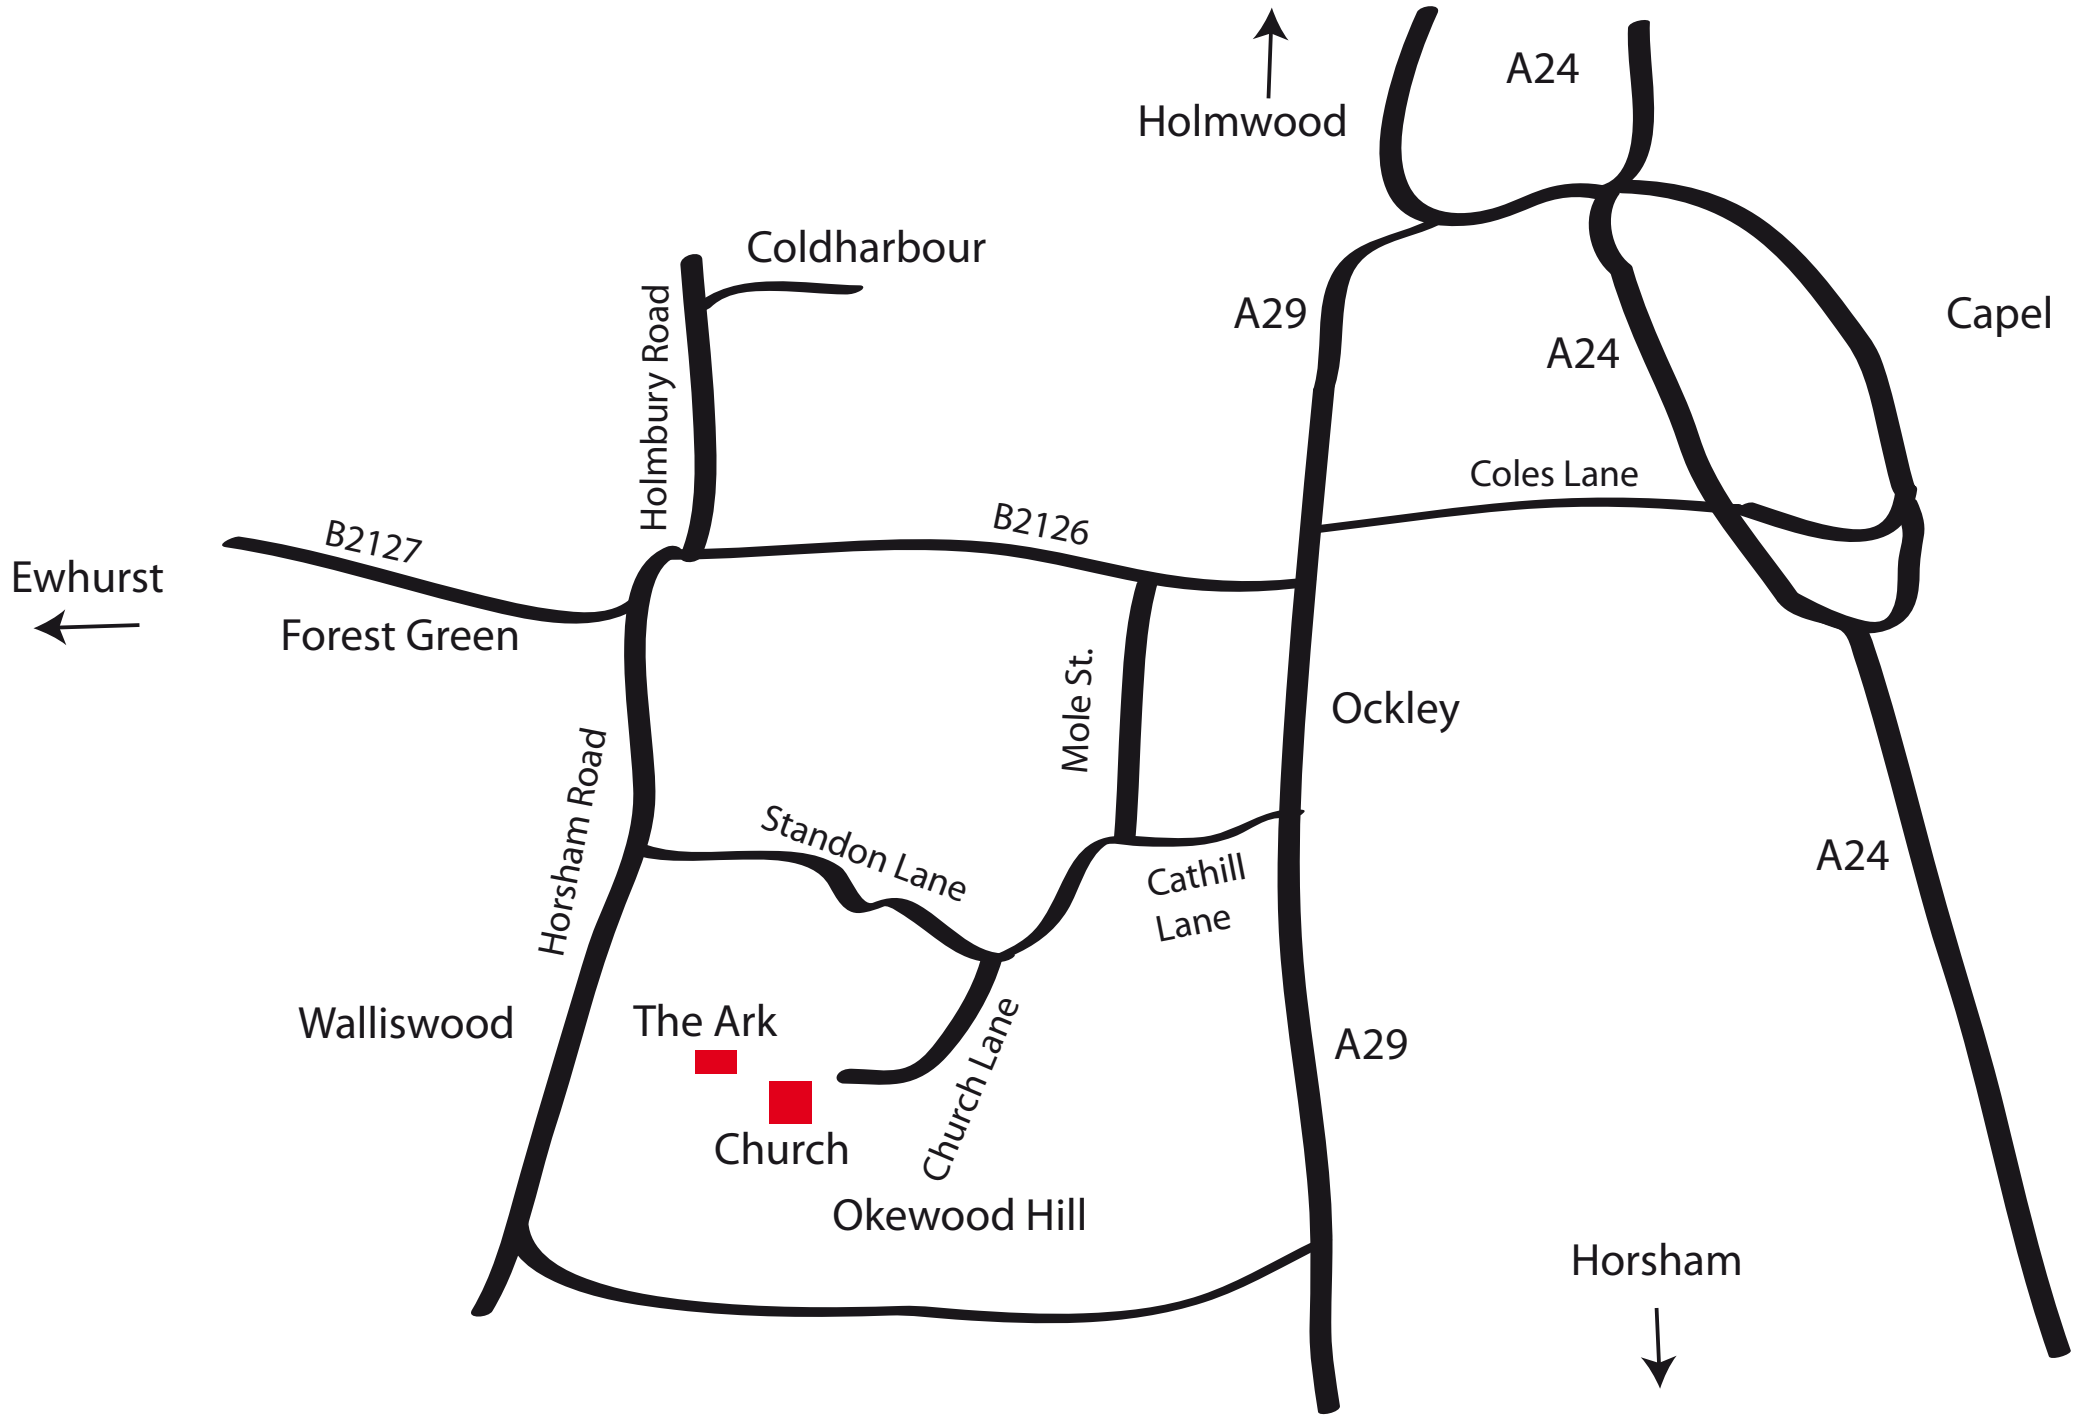 A24
Holmwood
Coldharbour
A29
Capel
A24
Holmbury Road
Coles Lane
B2127
B2126
Ewhurst
Forest Green
Mole St.
Ockley
Horsham Road
Standon Lane
Cathill
Lane
A24
Walliswood
The Ark
Church Lane
A29
Church
Okewood Hill
Horsham